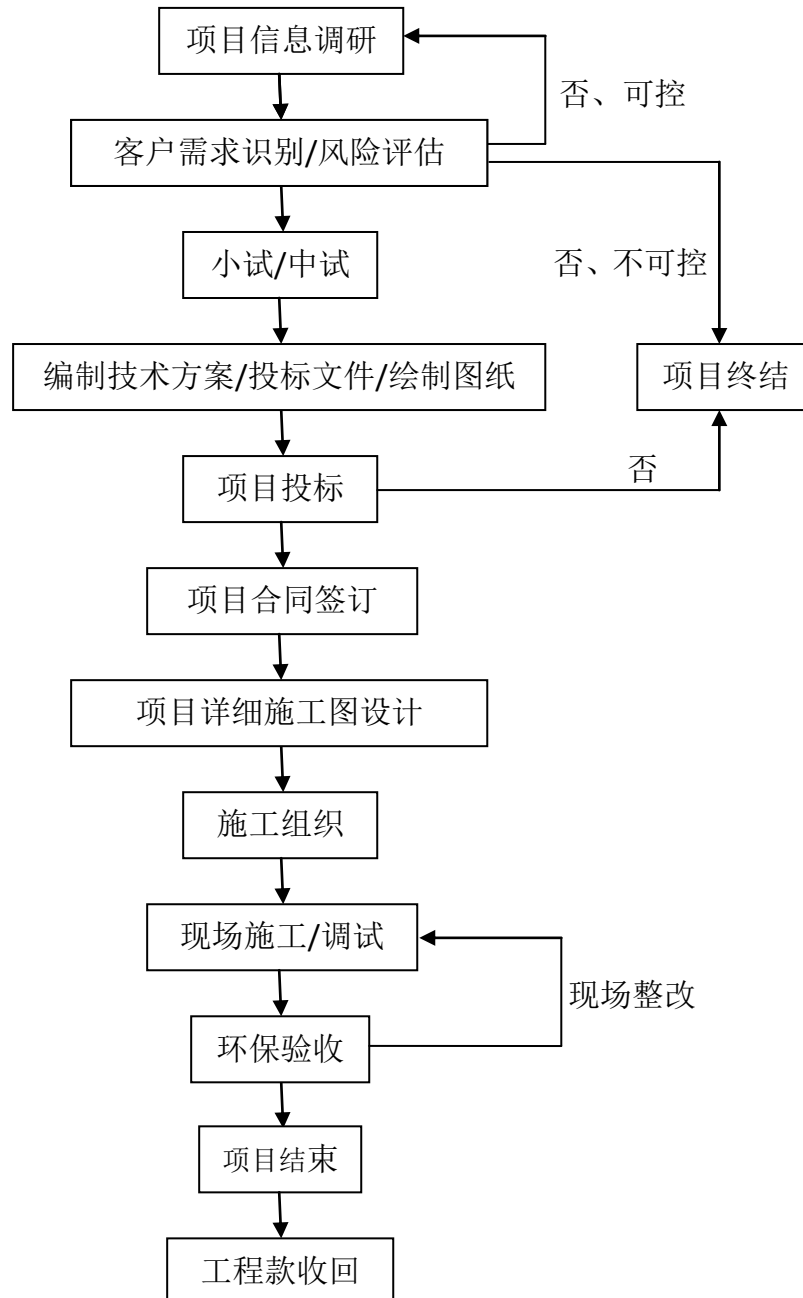 项目信息调研
否、可控
客户需求识别/风险评估
小试/中试
否、不可控
编制技术方案/投标文件/绘制图纸
项目终结
项目投标
否
项目合同签订
项目详细施工图设计
施工组织
现场施工/调试
现场整改
环保验收
项目结束
工程款收回